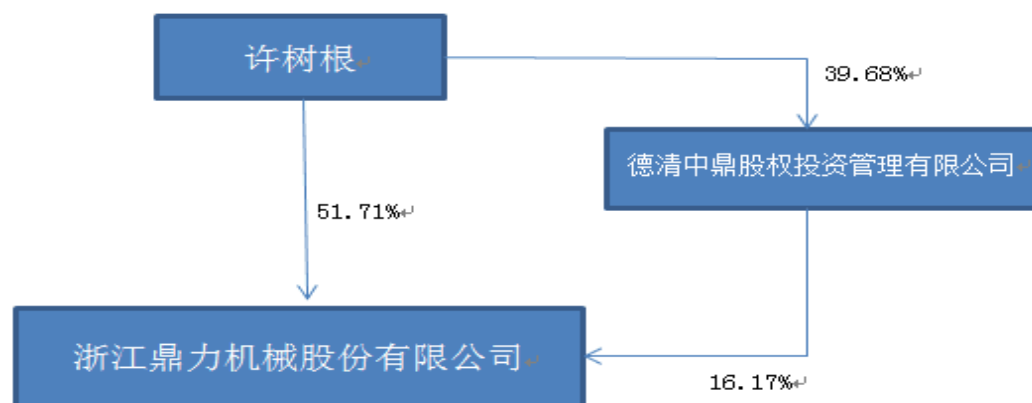 许树根
39.68%
德清中鼎股权投资管理有限公司
51.71%
浙江鼎力机械股份有限公司
16.17%